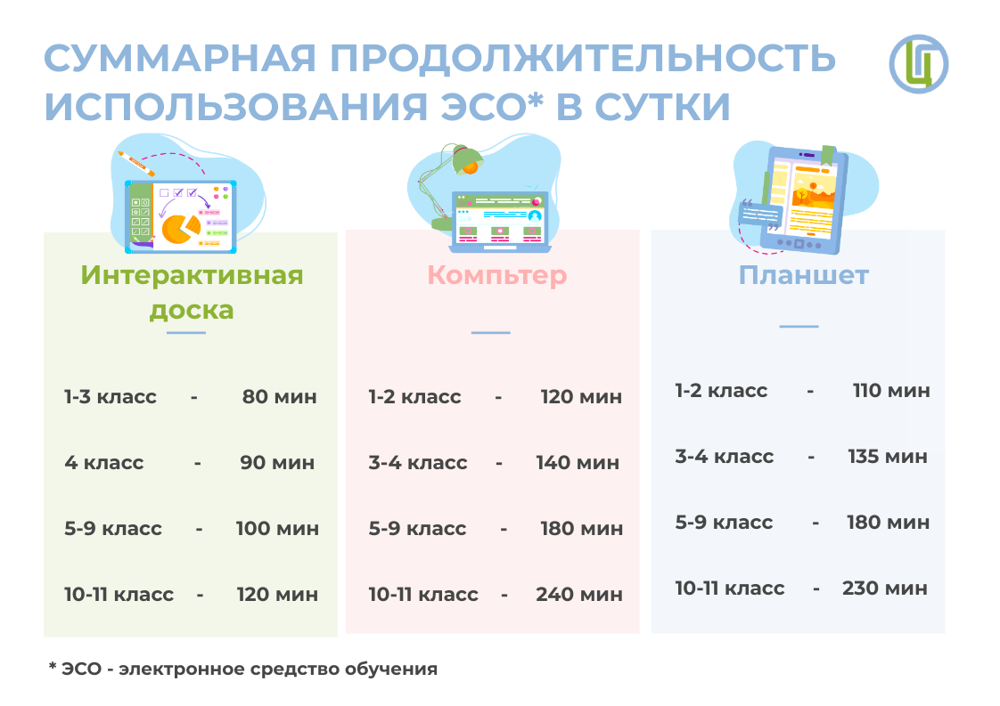 СУММАРНАЯ ПРОДОЛЖИТЕЛЬНОСТЬ
ИСПОЛЬЗОВАНИЯ ЭСО* В СУТКИ
Интерактивная
доска
1-3 класс - 80 мин
4 класс - 90 мин
5-9 класс - 100 мин
10-11 класс - 120 мин
Компьтер
1-2 класс - 120 мин
3-4 класс - 140 мин
5-9 класс - 180 мин
10-11 класс - 240 мин
Планшет
1-2 класс - 110 мин
3-4 класс - 135 мин
5-9 класс - 180 мин
10-11 класс - 230 мин
* ЭСО - электронное средство обучения